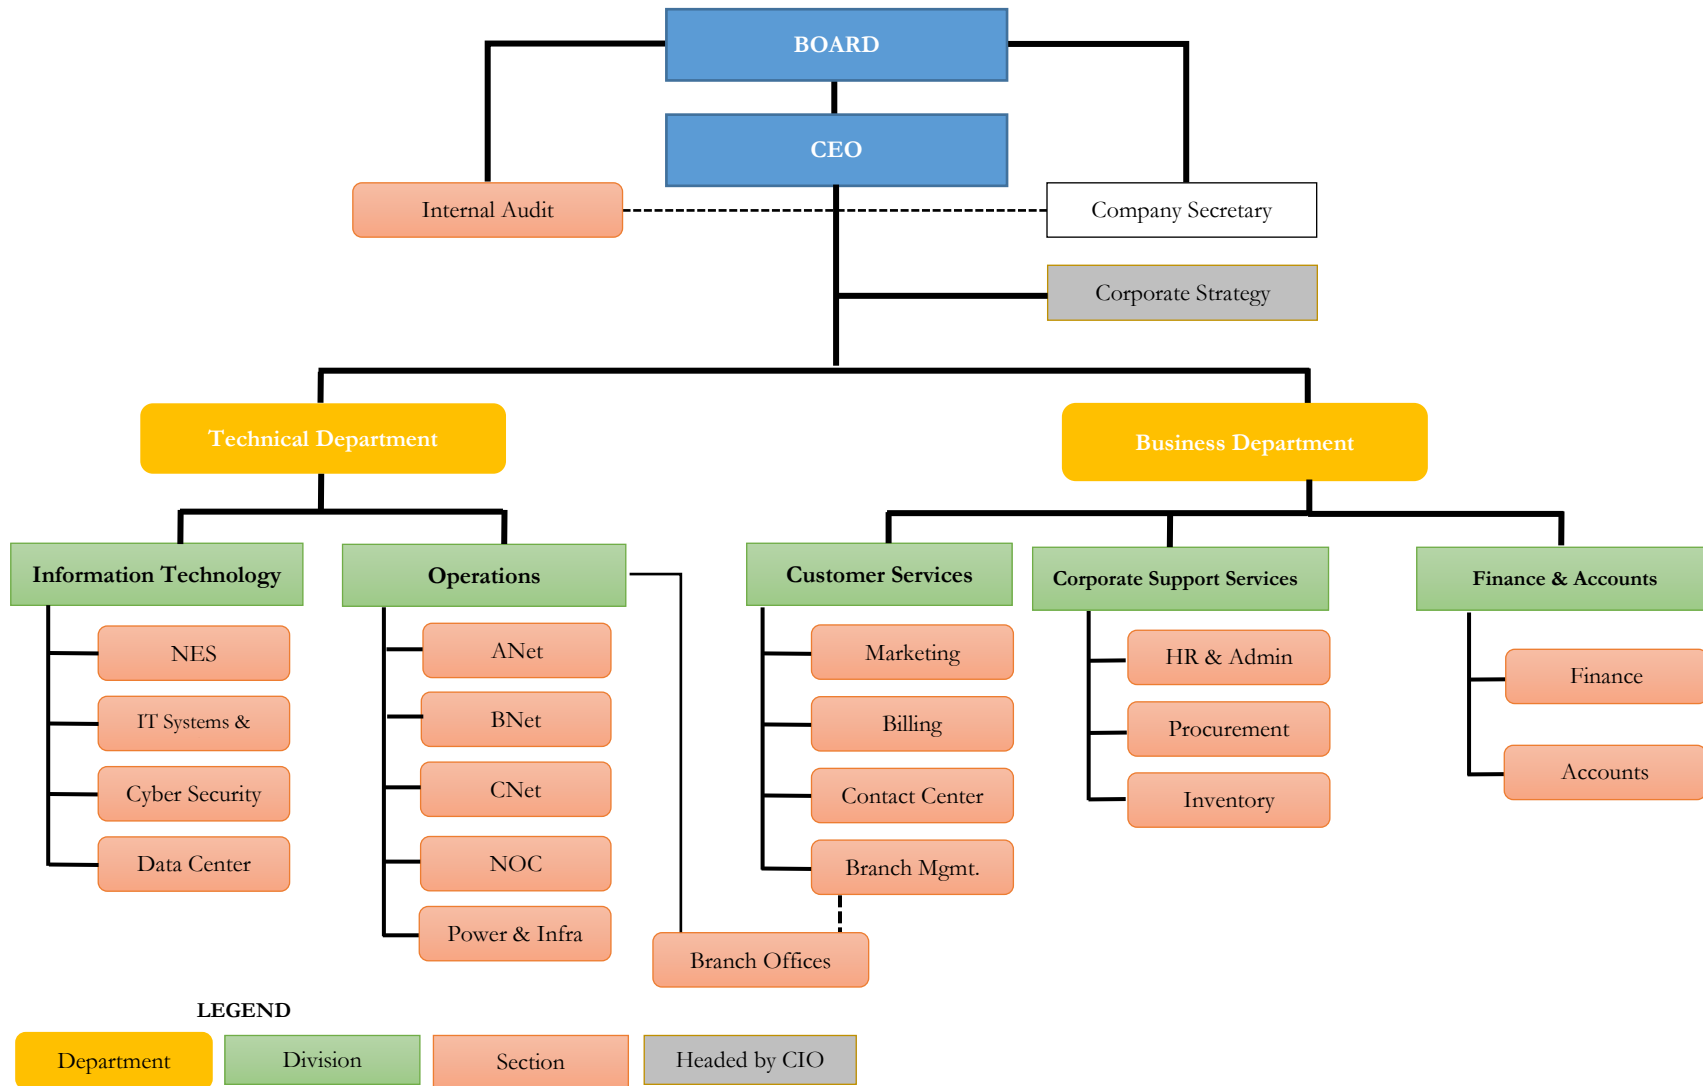 BOARD
CEO
Internal Audit
Company Secretary
Corporate Strategy
Technical Department
Business Department
Information Technology
Operations
Customer Services
Corporate Support Services
Finance & Accounts
NES
IT Systems &
Cyber Security
Data Center
ANet
BNet
CNet
NOC
Power & Infra
Marketing
Billing
Contact Center
Branch Mgmt.
HR & Admin
Procurement
Inventory
Finance
Accounts
Branch Offices
LEGEND
Department
Division
Section
Headed by CIO